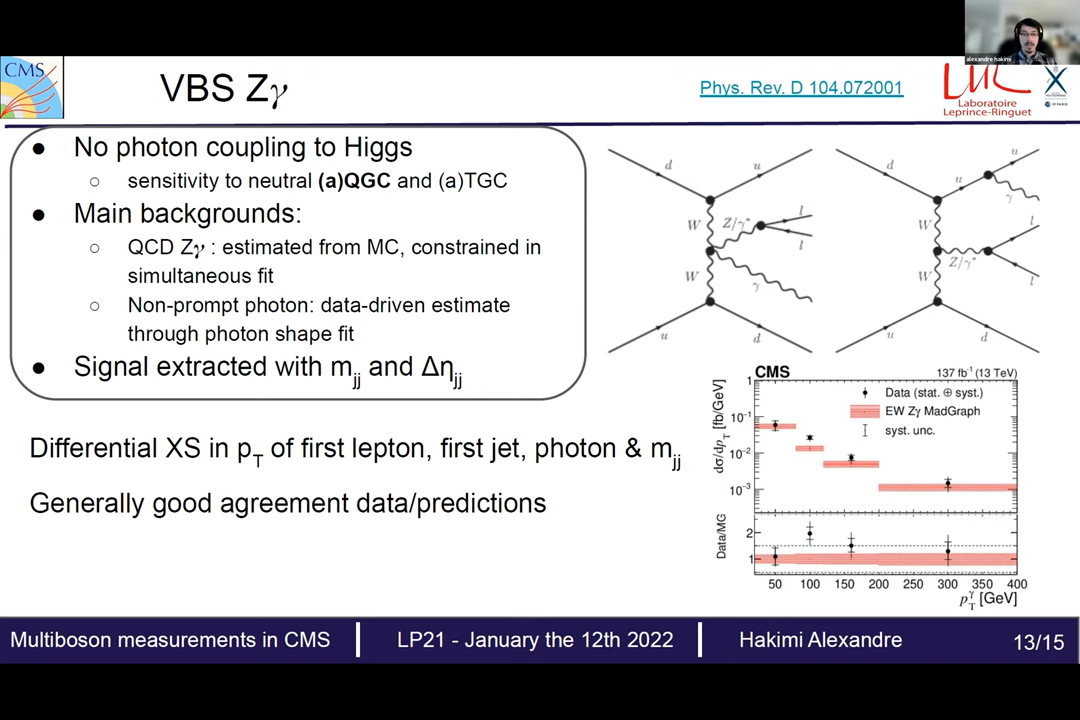 alexandre hakimi
CMS
VBS Zγ
Phys. Rev. D 104.072001
Laboratoire
Leprince-Ringuet
IP PARIS
● No photon coupling to Higgs
○ sensitivity to neutral (a)QGC and (a)TGC
● Main backgrounds:
○ QCD Zγ : estimated from MC, constrained in
simultaneous fit
○ Non-prompt photon: data-driven estimate
through photon shape fit
● Signal extracted with mjj and Δηjj
d u
W Z/γ* l
l
W γ
u d
d u u
γ
W l
Z/γ*
W l
u d
Differential XS in pT of first lepton, first jet, photon & mjj
Generally good agreement data/predictions
CMS 137 fb⁻¹ (13 TeV)
Data (stat. ⊕ syst.)
EW Zγ MadGraph
syst. unc.
dσ/dpT [fb/GeV]
1
10⁻¹
10⁻²
10⁻³
Data/MG
2
1
50 100 150 200 250 300 350 400
pTγ [GeV]
Multiboson measurements in CMS | LP21 - January the 12th 2022 | Hakimi Alexandre 13/15